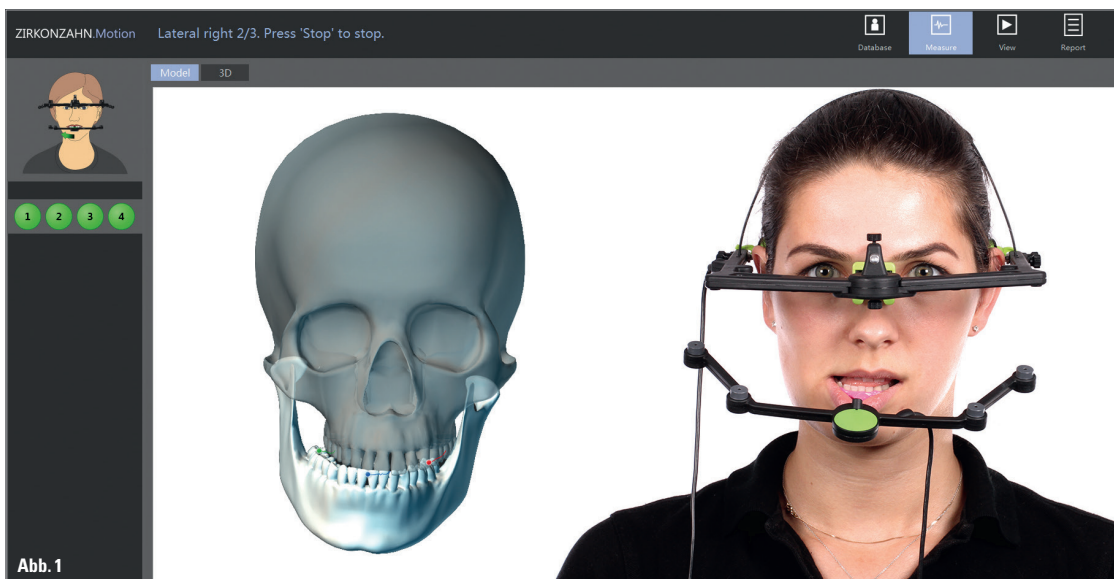 ZIRKONZAHN.Motion
Lateral right 2/3. Press 'Stop' to stop.
Database
Measure
View
Report
Model
3D
1 2 3 4
Abb. 1